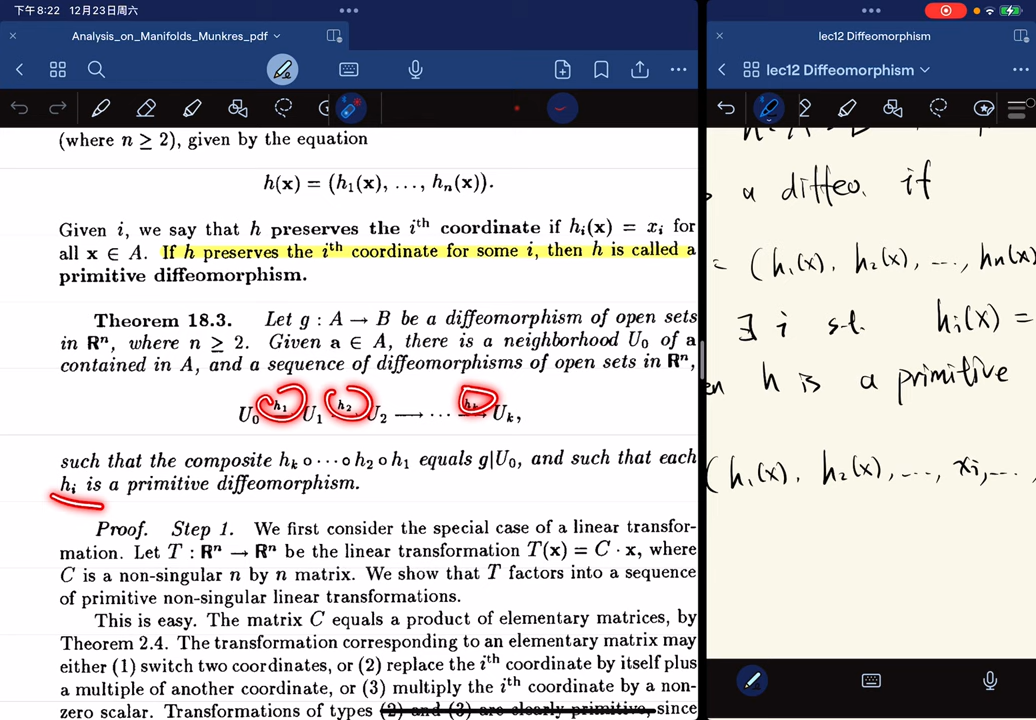 下午8:22 12月23日周六
Analysis_on_Manifolds_Munkres_pdf
(where n ≥ 2), given by the equation
h(x) = (h₁(x), ..., hₙ(x)).
Given i, we say that h preserves the iᵗʰ coordinate if hᵢ(x) = xᵢ for
all x ∈ A. If h preserves the iᵗʰ coordinate for some i, then h is called a
primitive diffeomorphism.
Theorem 18.3. Let g : A → B be a diffeomorphism of open sets
in Rⁿ, where n ≥ 2. Given a ∈ A, there is a neighborhood U₀ of a
contained in A, and a sequence of diffeomorphisms of open sets in Rⁿ,
U₀ h₁ U₁ h₂ U₂ → ··· → Uₖ,
such that the composite hₖ ∘ ··· ∘ h₂ ∘ h₁ equals g|U₀, and such that each
hᵢ is a primitive diffeomorphism.
Proof. Step 1. We first consider the special case of a linear transfor-
mation. Let T : Rⁿ → Rⁿ be the linear transformation T(x) = C · x, where
C is a non-singular n by n matrix. We show that T factors into a sequence
of primitive non-singular linear transformations.
This is easy. The matrix C equals a product of elementary matrices, by
Theorem 2.4. The transformation corresponding to an elementary matrix may
either (1) switch two coordinates, or (2) replace the iᵗʰ coordinate by itself plus
a multiple of another coordinate, or (3) multiply the iᵗʰ coordinate by a non-
zero scalar. Transformations of types (2) and (3) are clearly primitive, since
lec12 Diffeomorphism
lec12 Diffeomorphism
a diffeo. if
= (h₁(x), h₂(x), ..., hₙ(x)
∃ i s.t. hᵢ(x) =
h is a primitive
(h₁(x), h₂(x), ..., xᵢ, ...